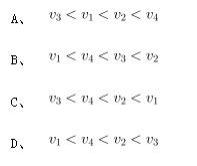 A、 v₃ < v₁ < v₂ < v₄
B、 v₁ < v₄ < v₃ < v₂
C、 v₃ < v₄ < v₂ < v₁
D、 v₁ < v₄ < v₂ < v₃